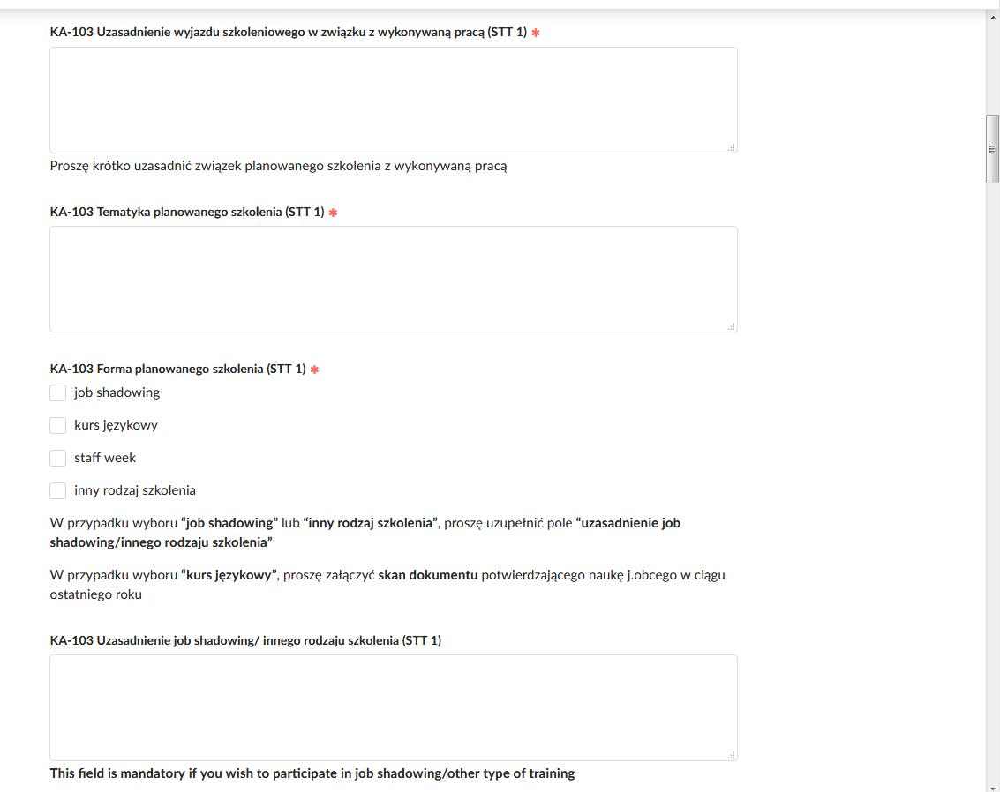 KA-103 Uzasadnienie wyjazdu szkoleniowego w związku z wykonywaną pracą (STT 1) *
Proszę krótko uzasadnić związek planowanego szkolenia z wykonywaną pracą
KA-103 Tematyka planowanego szkolenia (STT 1) *
KA-103 Forma planowanego szkolenia (STT 1) *
job shadowing
kurs językowy
staff week
inny rodzaj szkolenia
W przypadku wyboru “job shadowing” lub “inny rodzaj szkolenia”, proszę uzupełnić pole “uzasadnienie job
shadowing/innego rodzaju szkolenia”
W przypadku wyboru “kurs językowy”, proszę załączyć skan dokumentu potwierdzającego naukę j.obcego w ciągu
ostatniego roku
KA-103 Uzasadnienie job shadowing/ innego rodzaju szkolenia (STT 1)
This field is mandatory if you wish to participate in job shadowing/other type of training